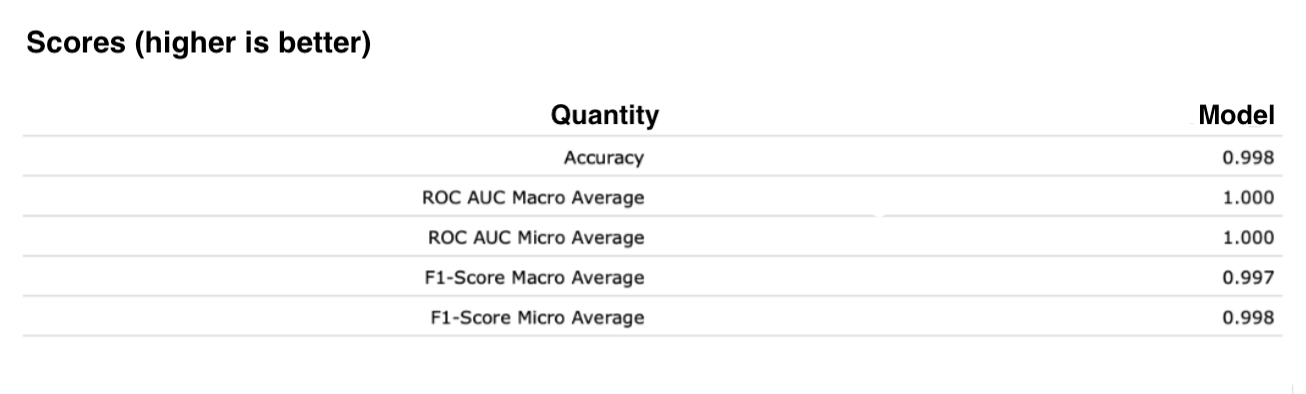 Scores (higher is better)
Quantity Model
Accuracy 0.998
ROC AUC Macro Average 1.000
ROC AUC Micro Average 1.000
F1-Score Macro Average 0.997
F1-Score Micro Average 0.998